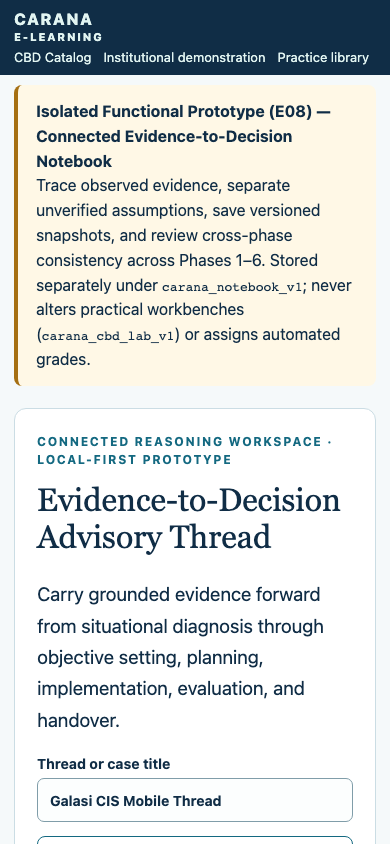 CARANA
E-LEARNING
CBD Catalog Institutional demonstration Practice library
Isolated Functional Prototype (E08) —
Connected Evidence-to-Decision
Notebook
Trace observed evidence, separate
unverified assumptions, save versioned
snapshots, and review cross-phase
consistency across Phases 1–6. Stored
separately under carana_notebook_v1; never
alters practical workbenches
(carana_cbd_lab_v1) or assigns automated
grades.
CONNECTED REASONING WORKSPACE ·
LOCAL-FIRST PROTOTYPE
Evidence-to-Decision
Advisory Thread
Carry grounded evidence forward
from situational diagnosis through
objective setting, planning,
implementation, evaluation, and
handover.
Thread or case title
Galasi CIS Mobile Thread